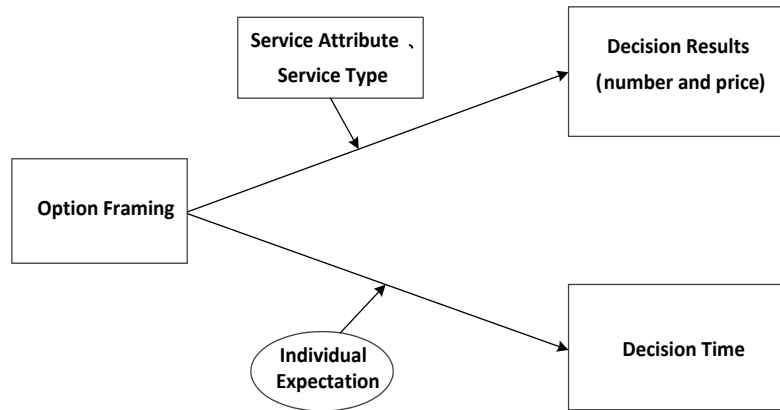 Service Attribute 、
Service Type
Decision Results
(number and price)
Option Framing
Individual
Expectation
Decision Time